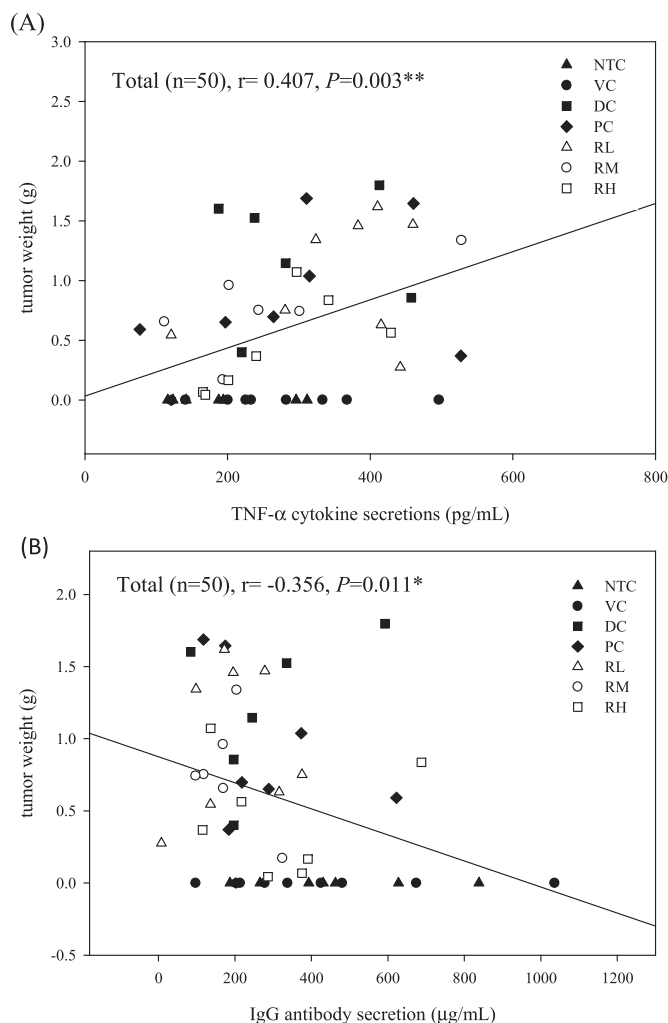 (A)
3.0
2.5
2.0
1.5
1.0
0.5
0.0
tumor weight (g)
Total (n=50), r= 0.407, P=0.003**
NTC
VC
DC
PC
RL
RM
RH
0
200
400
600
800
TNF-α cytokine secretions (pg/mL)
(B)
2.0
1.5
1.0
0.5
0.0
-0.5
tumor weight (g)
Total (n=50), r= -0.356, P=0.011*
NTC
VC
DC
PC
RL
RM
RH
0
200
400
600
800
1000
1200
IgG antibody secretion (μg/mL)